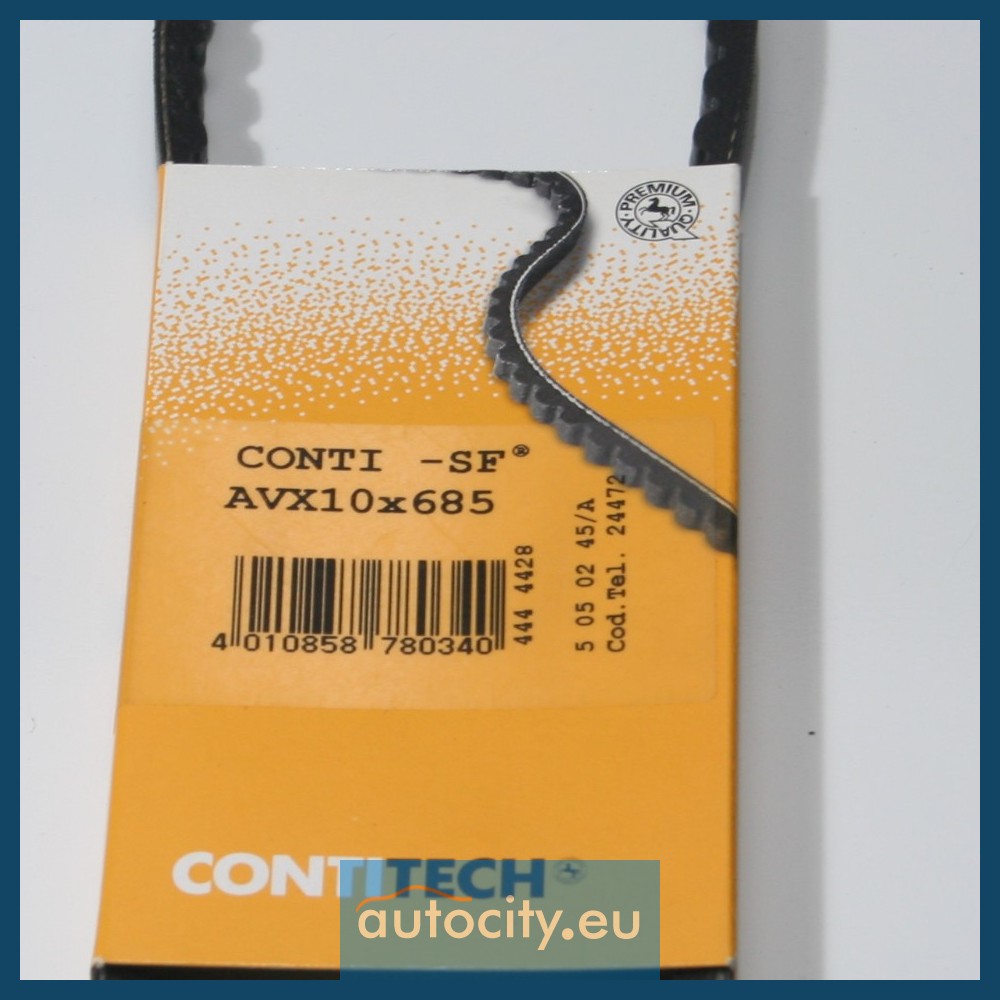 PREMIUM · QUALITY ·
CONTI -SF®
AVX10x685
4 010858 780340
444 4428
5 05 02 45/A
Cod.Tel. 24472
CONTITECH
autocity.eu